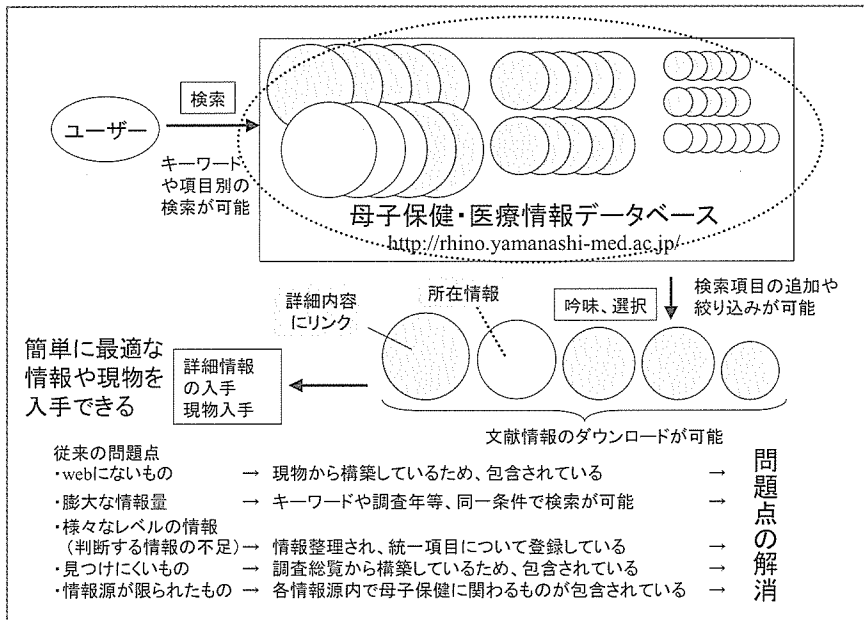 ユーザー
検索
キーワード
や項目別の
検索が可能
母子保健・医療情報データベース
http://rhino.yamanashi-med.ac.jp/
検索項目の追加や
絞り込みが可能
吟味、選択
所在情報
詳細内容
にリンク
簡単に最適な
情報や現物を
入手できる
詳細情報
の入手
現物入手
文献情報のダウンロードが可能
従来の問題点
・webにないもの → 現物から構築しているため、包含されている →
・膨大な情報量 → キーワードや調査年等、同一条件で検索が可能 →
・様々なレベルの情報
（判断する情報の不足）→ 情報整理され、統一項目について登録している →
・見つけにくいもの → 調査総覧から構築しているため、包含されている →
・情報源が限られたもの → 各情報源内で母子保健に関わるものが包含されている →
問題点の解消